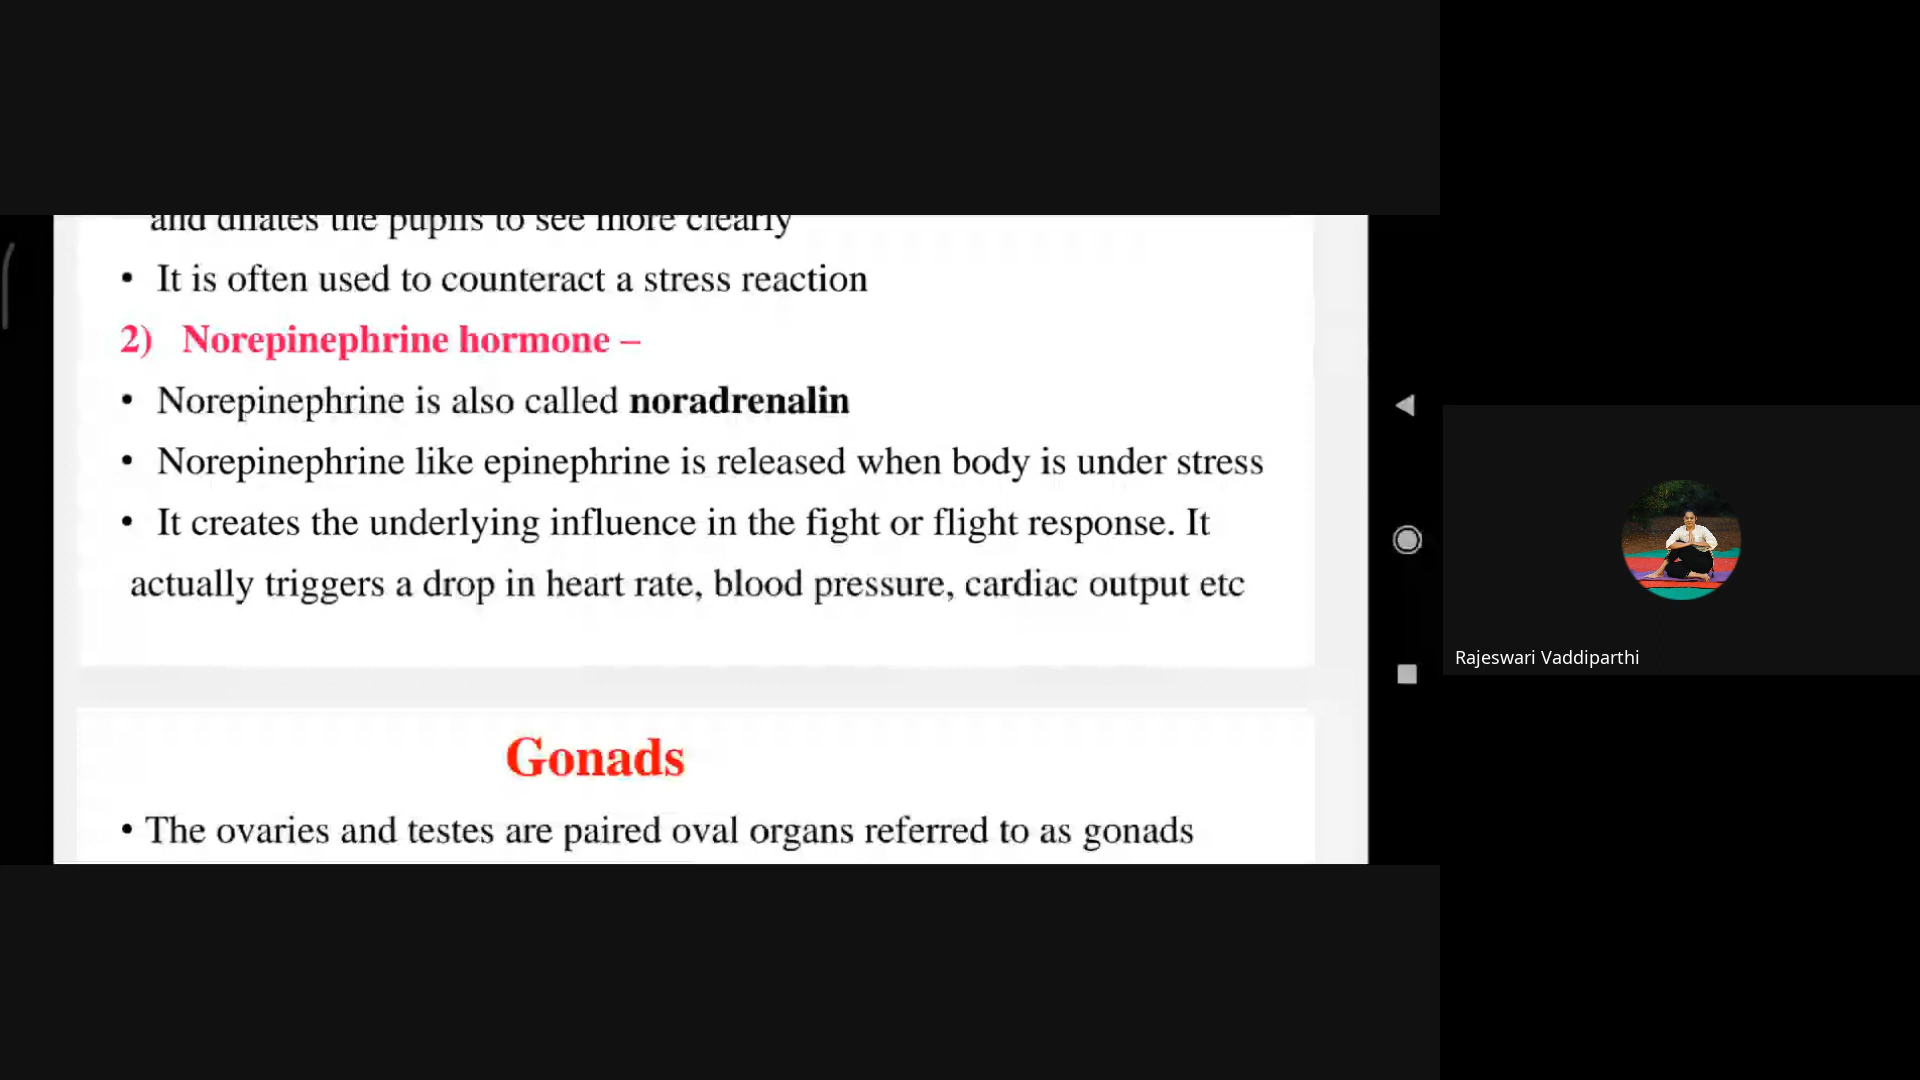 and dilates the pupils to see more clearly
• It is often used to counteract a stress reaction
2) Norepinephrine hormone –
• Norepinephrine is also called noradrenalin
• Norepinephrine like epinephrine is released when body is under stress
• It creates the underlying influence in the fight or flight response. It
actually triggers a drop in heart rate, blood pressure, cardiac output etc
Gonads
• The ovaries and testes are paired oval organs referred to as gonads
Rajeswari Vaddiparthi